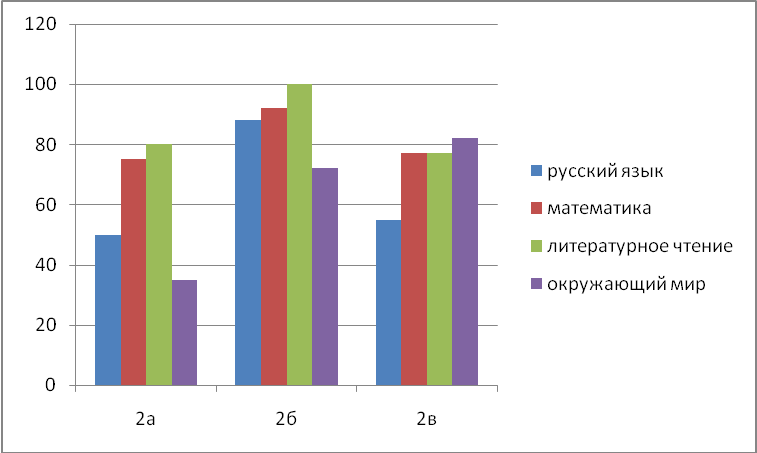 120
100
80
60
40
20
0
2а
2б
2в
русский язык
математика
литературное чтение
окружающий мир